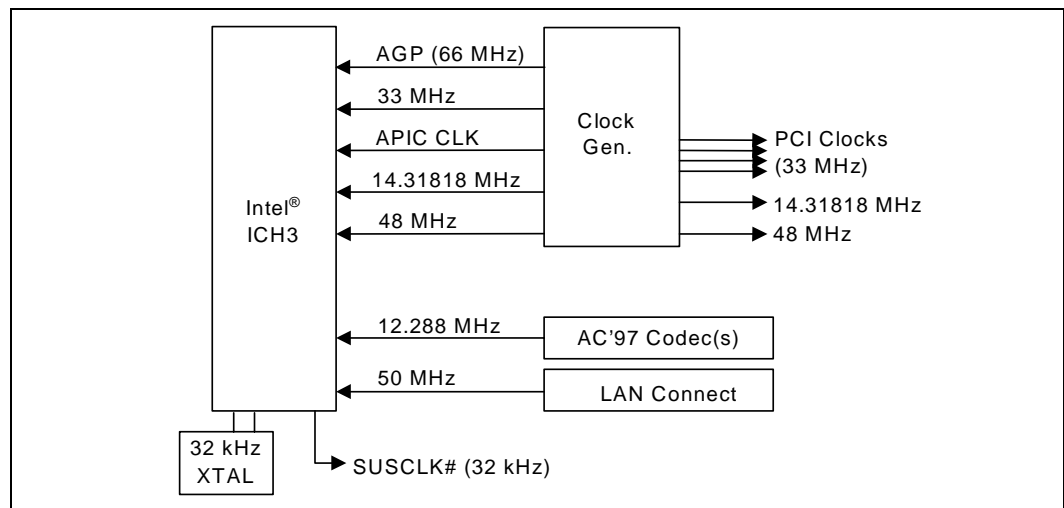 AGP (66 MHz)
33 MHz
APIC CLK
14.31818 MHz
48 MHz
Intel®
ICH3
Clock
Gen.
PCI Clocks
(33 MHz)
14.31818 MHz
48 MHz
12.288 MHz
AC'97 Codec(s)
50 MHz
LAN Connect
32 kHz
XTAL
SUSCLK# (32 kHz)